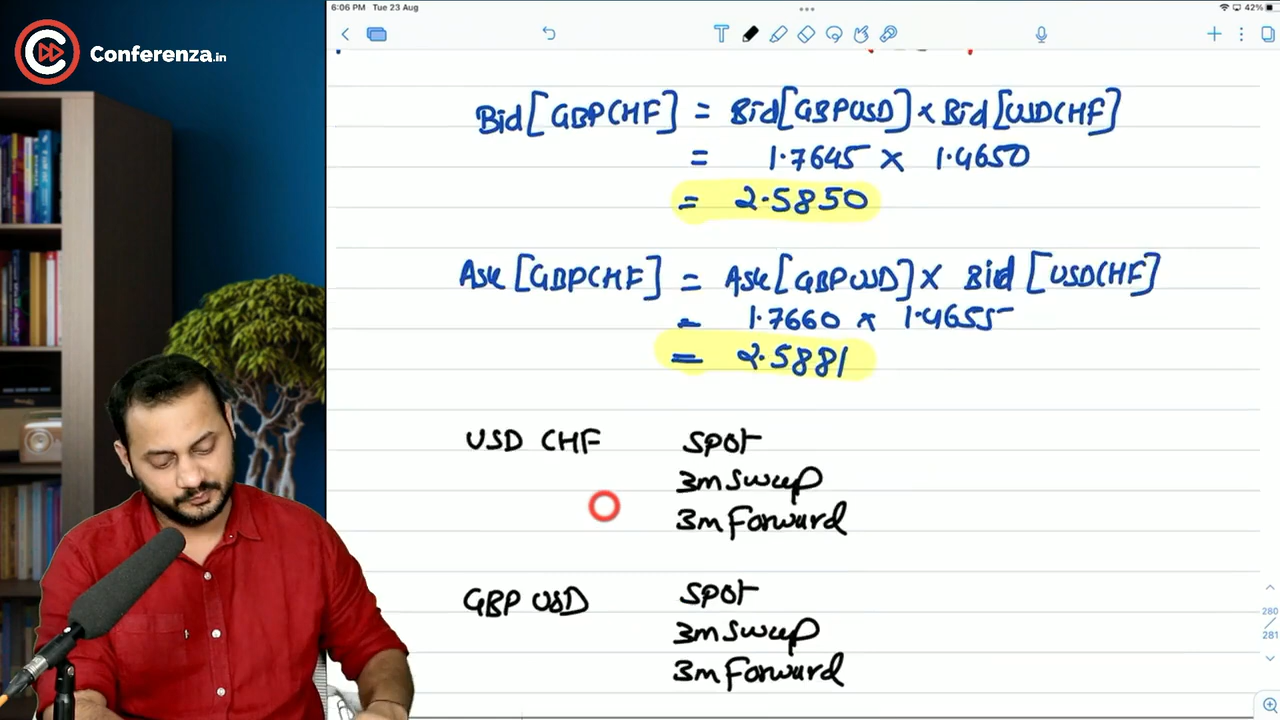 6:06 PM Tue 23 Aug
42%
Conferenza.in
Bid[GBPCHF] = Bid[GBPUSD] × Bid[USDCHF]
= 1.7645 × 1.4650
= 2.5850
Ask [GBPCHF] = Ask[GBPUSD] × Bid [USDCHF]
= 1.7660 × 1.4655
= 2.5881
USD CHF Spot
3m Swap
3m Forward
GBP USD Spot
3m Swap
3m Forward
280
281